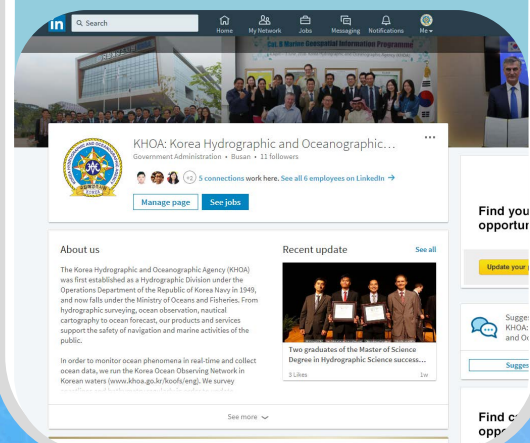 in
Search
Home
My Network
Jobs
Messaging
Notifications
Me
Cat. B Marine Geospatial Information Programme
KHOA: Korea Hydrographic and Oceanographic...
Government Administration • Busan • 11 followers
+2 5 connections work here. See all 6 employees on LinkedIn →
Manage page
See jobs
About us
The Korea Hydrographic and Oceanographic Agency (KHOA)
was first established as a Hydrographic Division under the
Operations Department of the Republic of Korea Navy in 1949,
and now falls under the Ministry of Oceans and Fisheries. From
hydrographic surveying, ocean observation, nautical
cartography to ocean forecast, our products and services
support the safety of navigation and marine activities of the
public.
In order to monitor ocean phenomena in real-time and collect
ocean data, we run the Korea Ocean Observing Network in
Korean waters (www.khoa.go.kr/koofs/eng). We survey
See more
Recent update
See all
Two graduates of the Master of Science
Degree in Hydrographic Science success...
3 Likes
1w
Find you
opportun
Update your
Sugges
KHOA:
and Oc
Sugges
Find c
oppo